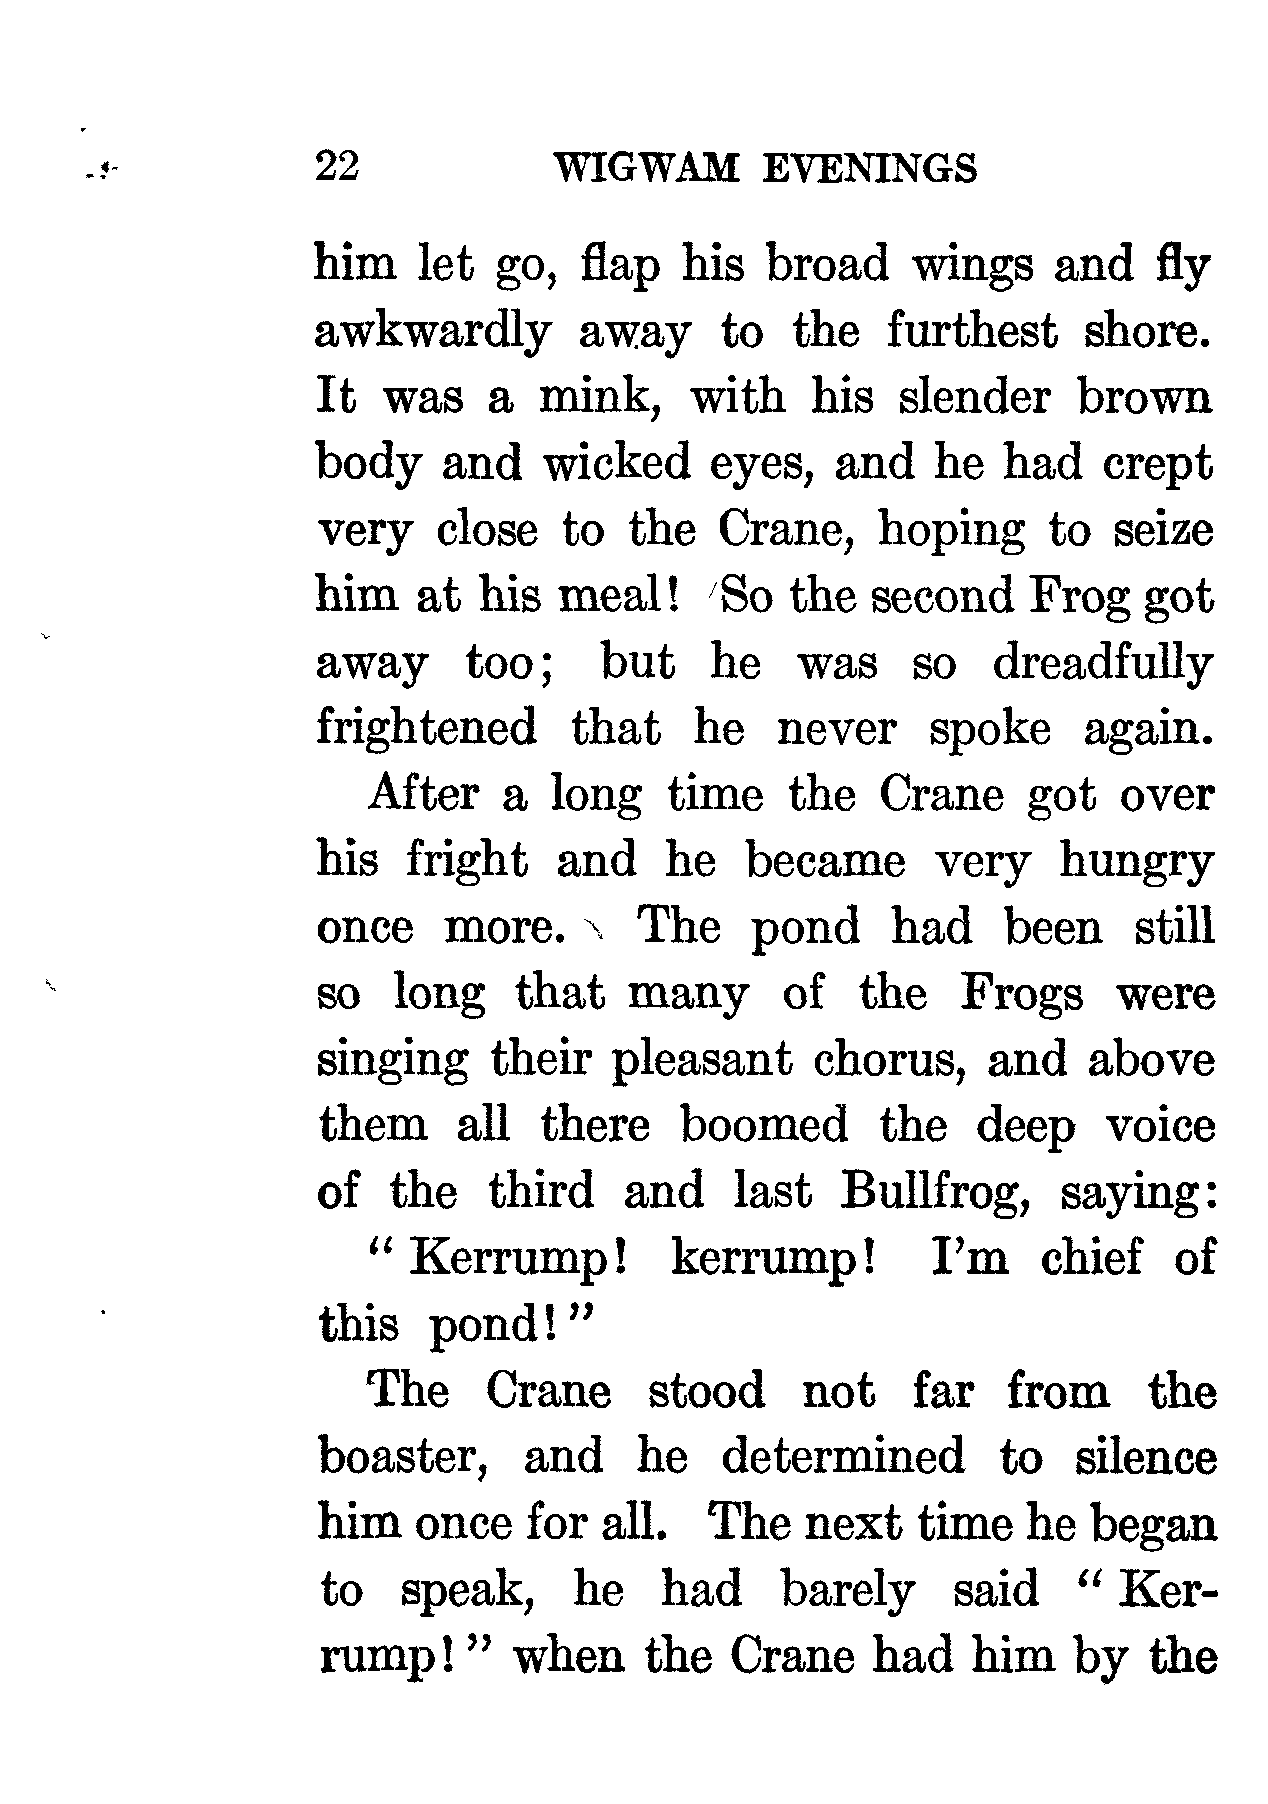 22 WIGWAM EVENINGS
him let go, flap his broad wings and fly
awkwardly away to the furthest shore.
It was a mink, with his slender brown
body and wicked eyes, and he had crept
very close to the Crane, hoping to seize
him at his meal! So the second Frog got
away too; but he was so dreadfully
frightened that he never spoke again.
After a long time the Crane got over
his fright and he became very hungry
once more. The pond had been still
so long that many of the Frogs were
singing their pleasant chorus, and above
them all there boomed the deep voice
of the third and last Bullfrog, saying:
“ Kerrump! kerrump! I’m chief of
this pond! ”
The Crane stood not far from the
boaster, and he determined to silence
him once for all. The next time he began
to speak, he had barely said “ Ker-
rump! ” when the Crane had him by the